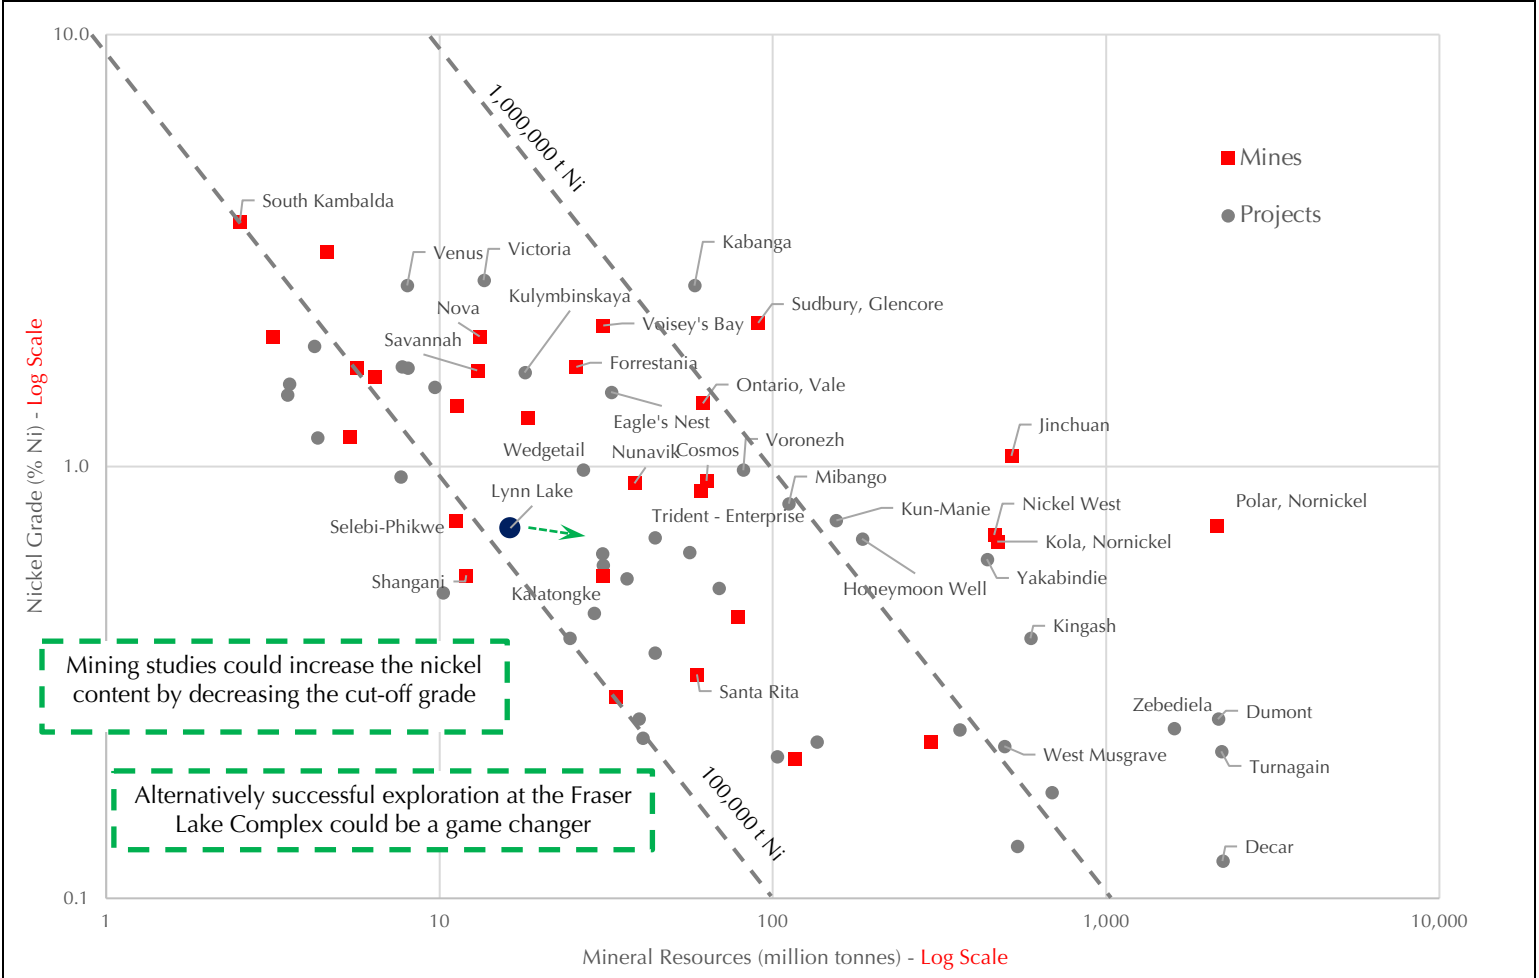 10.0
1,000,000 t Ni
Mines
Projects
South Kambalda
Venus
Victoria
Kabanga
Kulymbinskaya
Nova
Sudbury, Glencore
Voisey's Bay
Savannah
Forrestania
Ontario, Vale
Eagle's Nest
Jinchuan
Voronezh
Wedgetail
Nunavik
Cosmos
1.0
Mibango
Lynn Lake
Polar, Nornickel
Nickel West
Kun-Manie
Trident - Enterprise
Selebi-Phikwe
Kola, Nornickel
Yakabindie
Shangani
Honeymoon Well
Kalatongke
Kingash
Nickel Grade (% Ni) - Log Scale
Mining studies could increase the nickel
content by decreasing the cut-off grade
Santa Rita
Zebediela
Dumont
West Musgrave
Turnagain
Alternatively successful exploration at the Fraser
Lake Complex could be a game changer
100,000 t Ni
Decar
0.1
1
10
100
1,000
10,000
Mineral Resources (million tonnes) - Log Scale